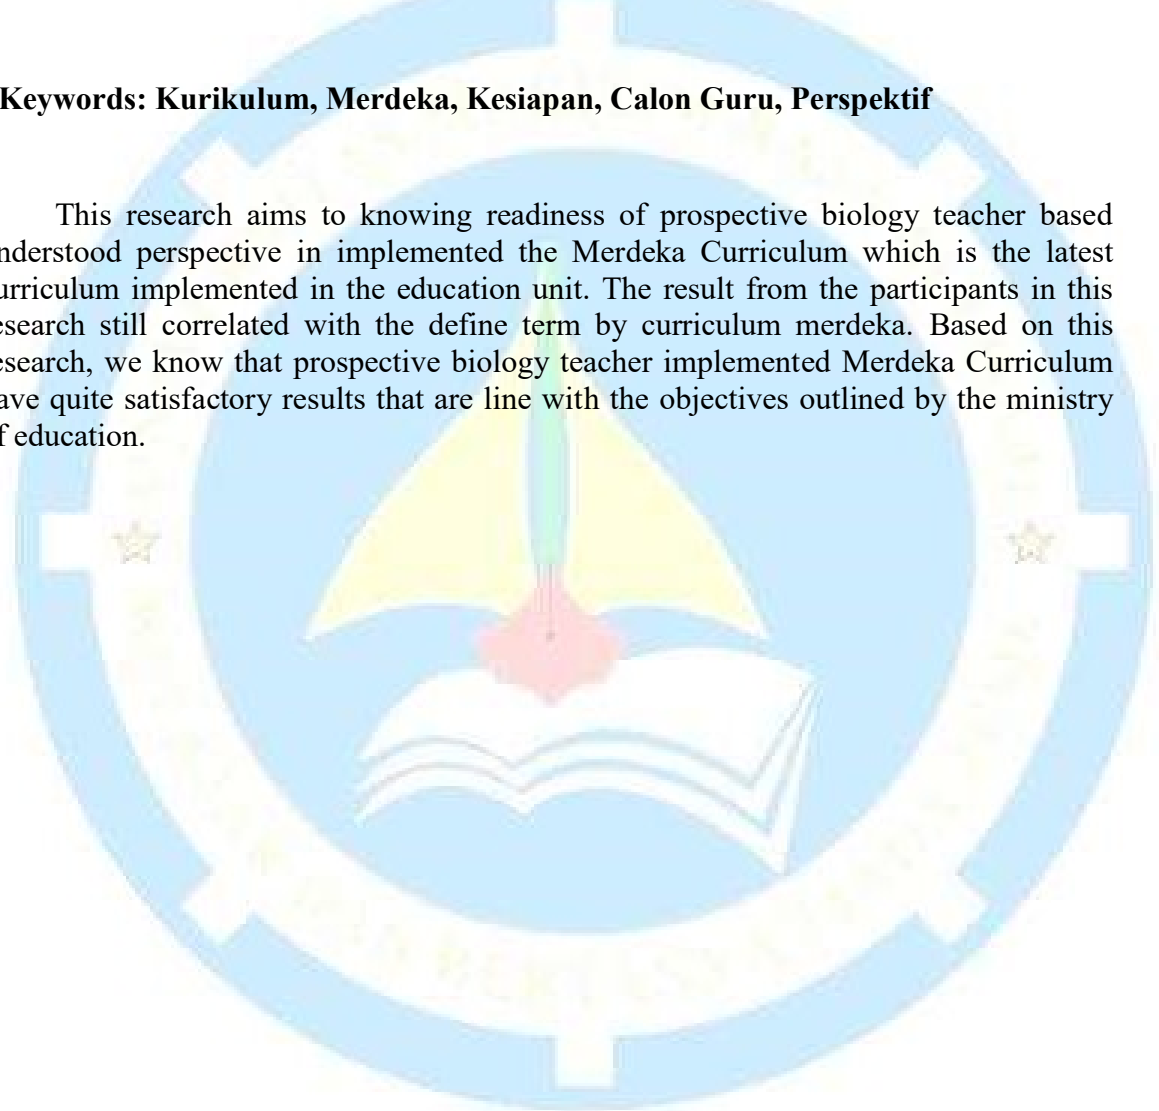 Keywords: Kurikulum, Merdeka, Kesiapan, Calon Guru, Perspektif
This research aims to knowing readiness of prospective biology teacher based
nderstood perspective in implemented the Merdeka Curriculum which is the latest
urriculum implemented in the education unit. The result from the participants in this
esearch still correlated with the define term by curriculum merdeka. Based on this
esearch, we know that prospective biology teacher implemented Merdeka Curriculum
ave quite satisfactory results that are line with the objectives outlined by the ministry
f education.